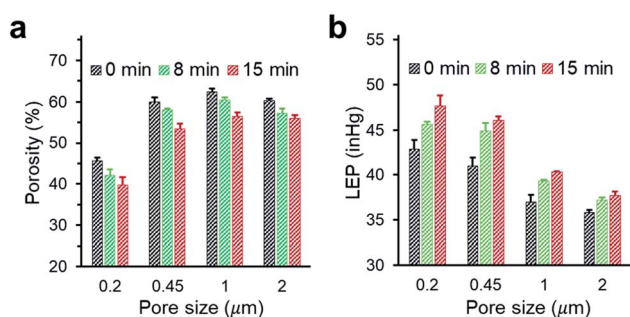 a
70
60
50
40
30
20
Porosity (%)
0 min 8 min 15 min
0.2 0.45 1 2
Pore size (μm)
b
55
50
45
40
35
30
LEP (inHg)
0 min 8 min 15 min
0.2 0.45 1 2
Pore size (μm)